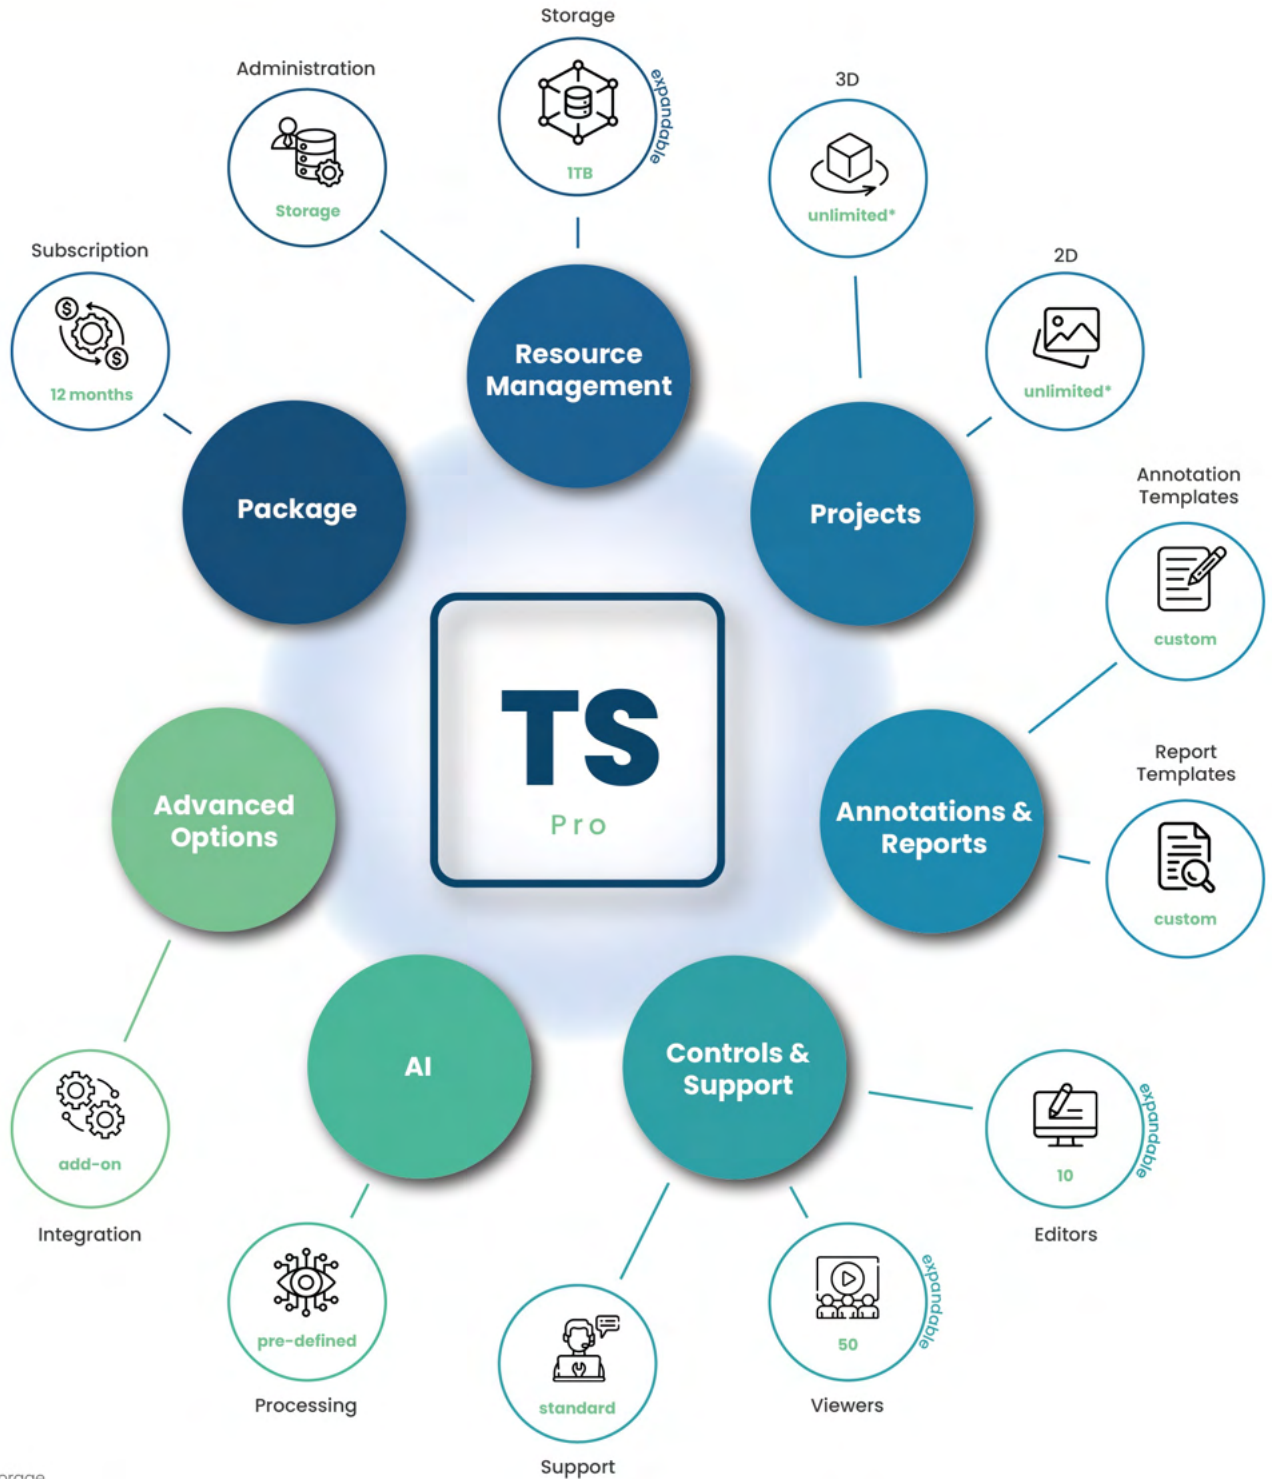 Storage
expandable
1TB
Administration
Storage
3D
unlimited*
Subscription
12 months
2D
unlimited*
Resource
Management
Package
Projects
Annotation
Templates
custom
TS
Pro
Advanced
Options
Annotations &
Reports
Report
Templates
custom
AI
Controls &
Support
add-on
Integration
10
expandable
Editors
pre-defined
Processing
50
expandable
Viewers
standard
Support